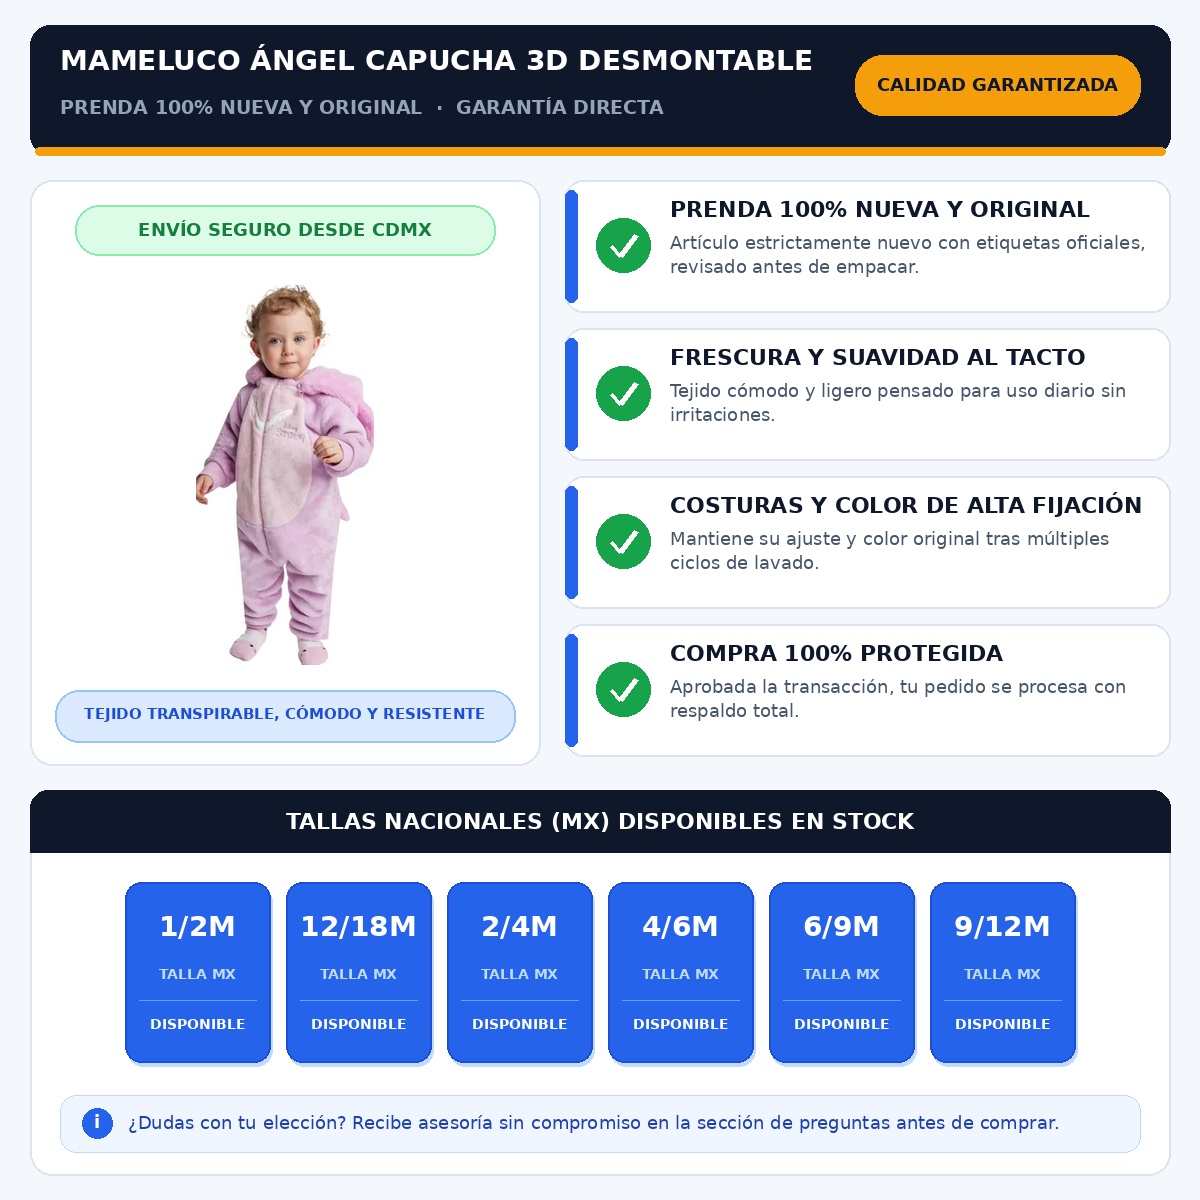 MAMELUCO ÁNGEL CAPUCHA 3D DESMONTABLE
PRENDA 100% NUEVA Y ORIGINAL · GARANTÍA DIRECTA
CALIDAD GARANTIZADA
ENVÍO SEGURO DESDE CDMX
TEJIDO TRANSPIRABLE, CÓMODO Y RESISTENTE
PRENDA 100% NUEVA Y ORIGINAL
Artículo estrictamente nuevo con etiquetas oficiales,
revisado antes de empacar.
FRESCURA Y SUAVIDAD AL TACTO
Tejido cómodo y ligero pensado para uso diario sin
irritaciones.
COSTURAS Y COLOR DE ALTA FIJACIÓN
Mantiene su ajuste y color original tras múltiples
ciclos de lavado.
COMPRA 100% PROTEGIDA
Aprobada la transacción, tu pedido se procesa con
respaldo total.
TALLAS NACIONALES (MX) DISPONIBLES EN STOCK
1/2M
TALLA MX
DISPONIBLE
12/18M
TALLA MX
DISPONIBLE
2/4M
TALLA MX
DISPONIBLE
4/6M
TALLA MX
DISPONIBLE
6/9M
TALLA MX
DISPONIBLE
9/12M
TALLA MX
DISPONIBLE
i
¿Dudas con tu elección? Recibe asesoría sin compromiso en la sección de preguntas antes de comprar.